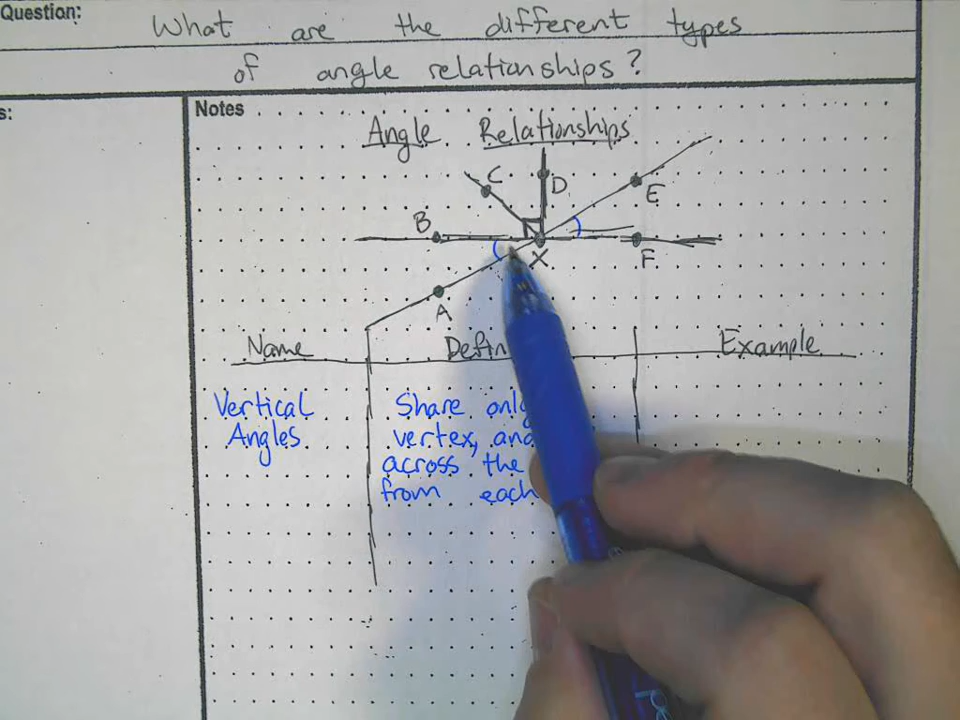 Question:
What are the different types
of angle relationships?
s:
Notes
Angle Relationships
C
D
E
B
X
F
A
Name
Example
Vertical
Angles
Share
vertex,
across the
from each